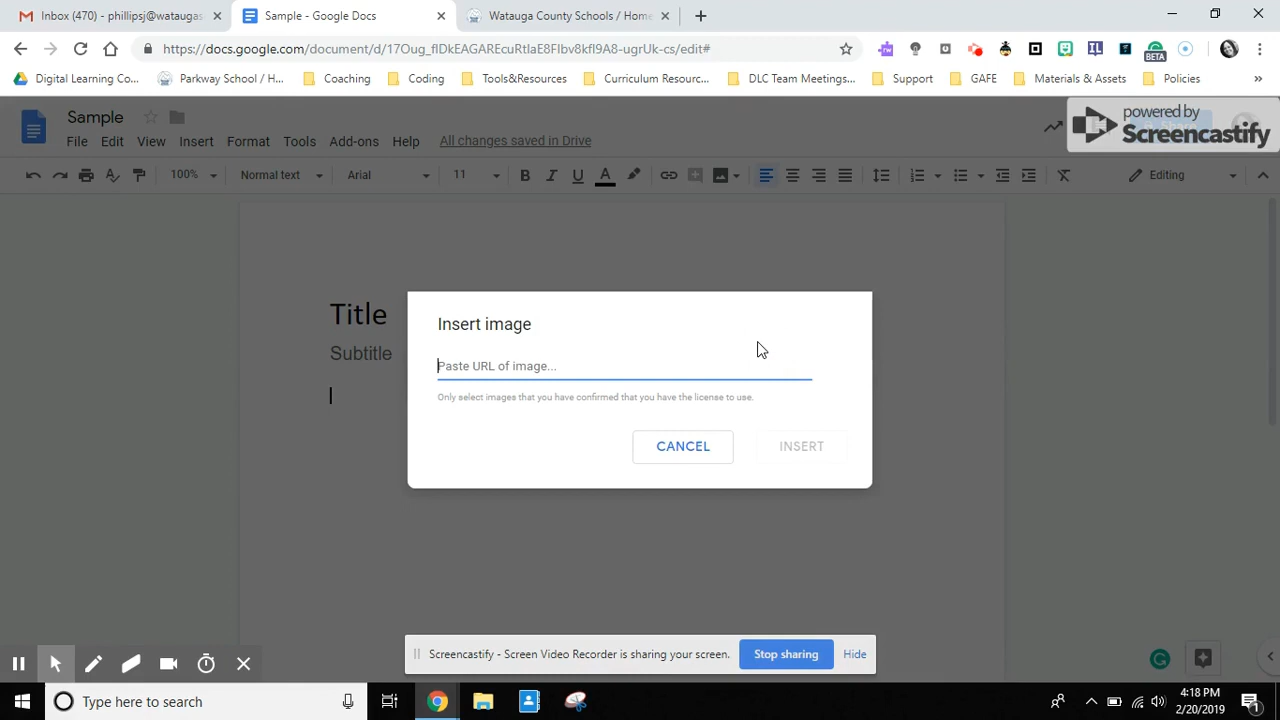 Inbox (470) - phillipsj@wataugas
Sample - Google Docs
Watauga County Schools / Home
https://docs.google.com/document/d/17Oug_flDkEAGAREcuRtlaE8FIbv8kfl9A8-ugrUk-cs/edit#
BETA
Digital Learning Co...
Parkway School / H...
Coaching
Coding
Tools&Resources
Curriculum Resourc...
DLC Team Meetings...
Support
GAFE
Materials & Assets
Policies
Sample
File Edit View Insert Format Tools Add-ons Help All changes saved in Drive
powered by
Screencastify
100% Normal text Arial 11 B I U A Editing
Title
Subtitle
Insert image
Paste URL of image...
Only select images that you have confirmed that you have the license to use.
CANCEL INSERT
Screencastify - Screen Video Recorder is sharing your screen. Stop sharing Hide
Type here to search
4:18 PM
2/20/2019
1